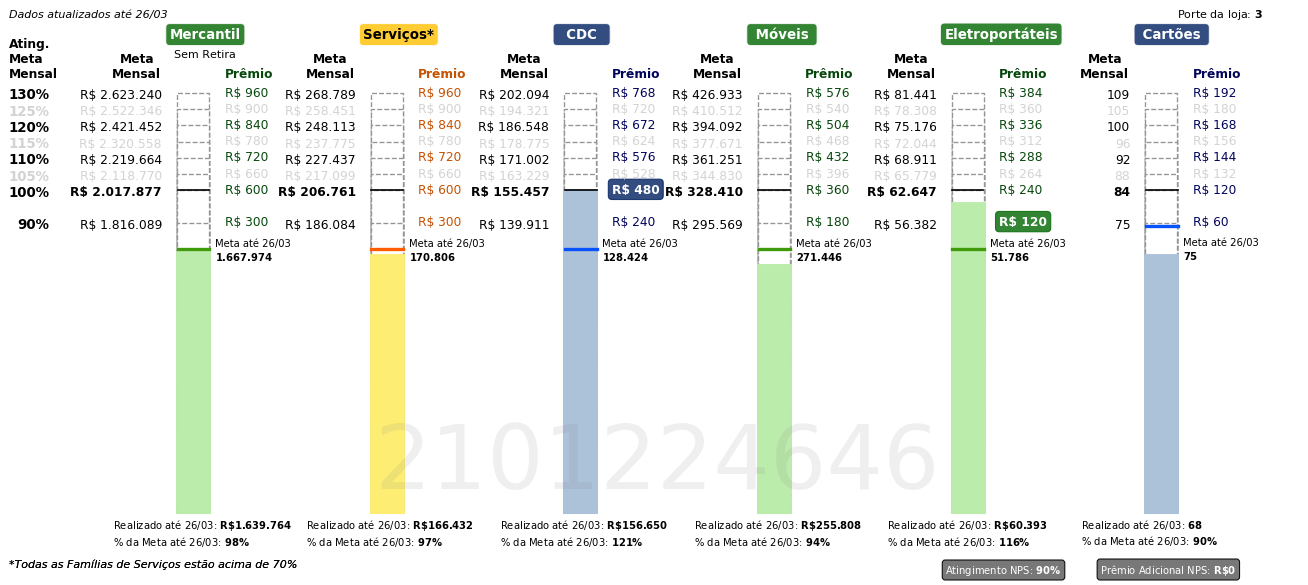 Dados atualizados até 26/03
Porte da loja: 3
Mercantil Serviços* CDC Móveis Eletroportáteis Cartões
Sem Retira
Ating. Meta Mensal
Meta Mensal Prêmio Meta Mensal Prêmio Meta Mensal Prêmio Meta Mensal Prêmio Meta Mensal Prêmio Meta Mensal Prêmio
130% R$ 2.623.240 R$ 960 R$ 268.789 R$ 960 R$ 202.094 R$ 768 R$ 426.933 R$ 576 R$ 81.441 R$ 384 109 R$ 192
125% R$ 2.522.346 R$ 900 R$ 258.451 R$ 900 R$ 194.321 R$ 720 R$ 410.512 R$ 540 R$ 78.308 R$ 360 105 R$ 180
120% R$ 2.421.452 R$ 840 R$ 248.113 R$ 840 R$ 186.548 R$ 672 R$ 394.092 R$ 504 R$ 75.176 R$ 336 100 R$ 168
115% R$ 2.320.558 R$ 780 R$ 237.775 R$ 780 R$ 178.775 R$ 624 R$ 377.671 R$ 468 R$ 72.044 R$ 312 96 R$ 156
110% R$ 2.219.664 R$ 720 R$ 227.437 R$ 720 R$ 171.002 R$ 576 R$ 361.251 R$ 432 R$ 68.911 R$ 288 92 R$ 144
105% R$ 2.118.770 R$ 660 R$ 217.099 R$ 660 R$ 163.229 R$ 528 R$ 344.830 R$ 396 R$ 65.779 R$ 264 88 R$ 132
100% R$ 2.017.877 R$ 600 R$ 206.761 R$ 600 R$ 155.457 R$ 480 R$ 328.410 R$ 360 R$ 62.647 R$ 240 84 R$ 120
90% R$ 1.816.089 R$ 300 R$ 186.084 R$ 300 R$ 139.911 R$ 240 R$ 295.569 R$ 180 R$ 56.382 R$ 120 75 R$ 60
Meta até 26/03 Meta até 26/03 Meta até 26/03 Meta até 26/03 Meta até 26/03 Meta até 26/03
1.667.974 170.806 128.424 271.446 51.786 75
2101224646
Realizado até 26/03: R$1.639.764 Realizado até 26/03: R$166.432 Realizado até 26/03: R$156.650 Realizado até 26/03: R$255.808 Realizado até 26/03: R$60.393 Realizado até 26/03: 68
% da Meta até 26/03: 98% % da Meta até 26/03: 97% % da Meta até 26/03: 121% % da Meta até 26/03: 94% % da Meta até 26/03: 116% % da Meta até 26/03: 90%
*Todas as Famílias de Serviços estão acima de 70%
Atingimento NPS: 90% Prêmio Adicional NPS: R$0